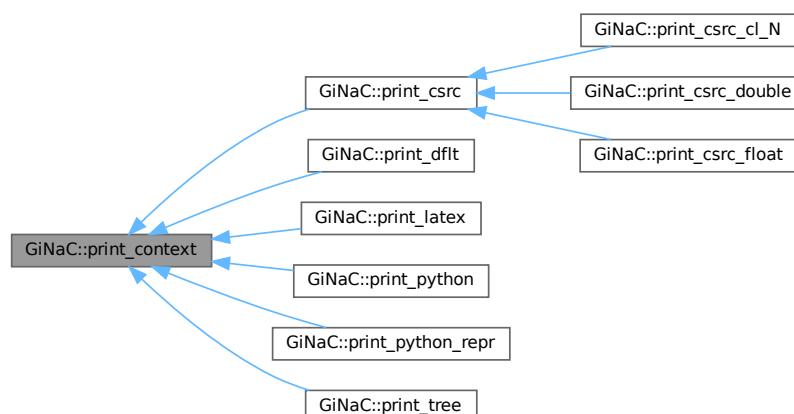 GiNaC::print_csrc_cl_N
GiNaC::print_csrc
GiNaC::print_csrc_double
GiNaC::print_dflt
GiNaC::print_csrc_float
GiNaC::print_latex
GiNaC::print_context
GiNaC::print_python
GiNaC::print_python_repr
GiNaC::print_tree